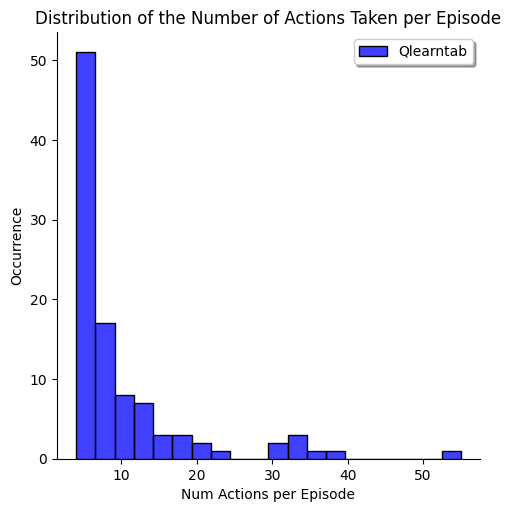 Distribution of the Number of Actions Taken per Episode
Qlearntab
50
40
30
20
10
0
Occurrence
10 20 30 40 50
Num Actions per Episode